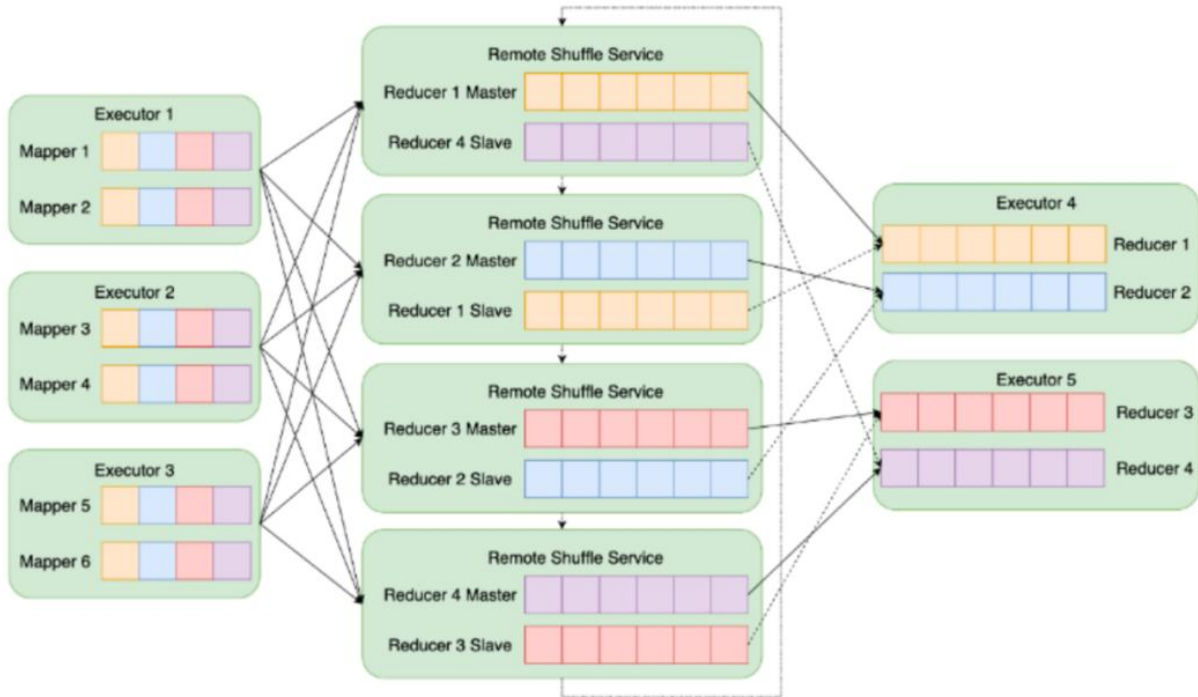 Executor 1
Mapper 1
Mapper 2
Executor 2
Mapper 3
Mapper 4
Executor 3
Mapper 5
Mapper 6
Remote Shuffle Service
Reducer 1 Master
Reducer 4 Slave
Remote Shuffle Service
Reducer 2 Master
Reducer 1 Slave
Remote Shuffle Service
Reducer 3 Master
Reducer 2 Slave
Remote Shuffle Service
Reducer 4 Master
Reducer 3 Slave
Executor 4
Reducer 1
Reducer 2
Executor 5
Reducer 3
Reducer 4